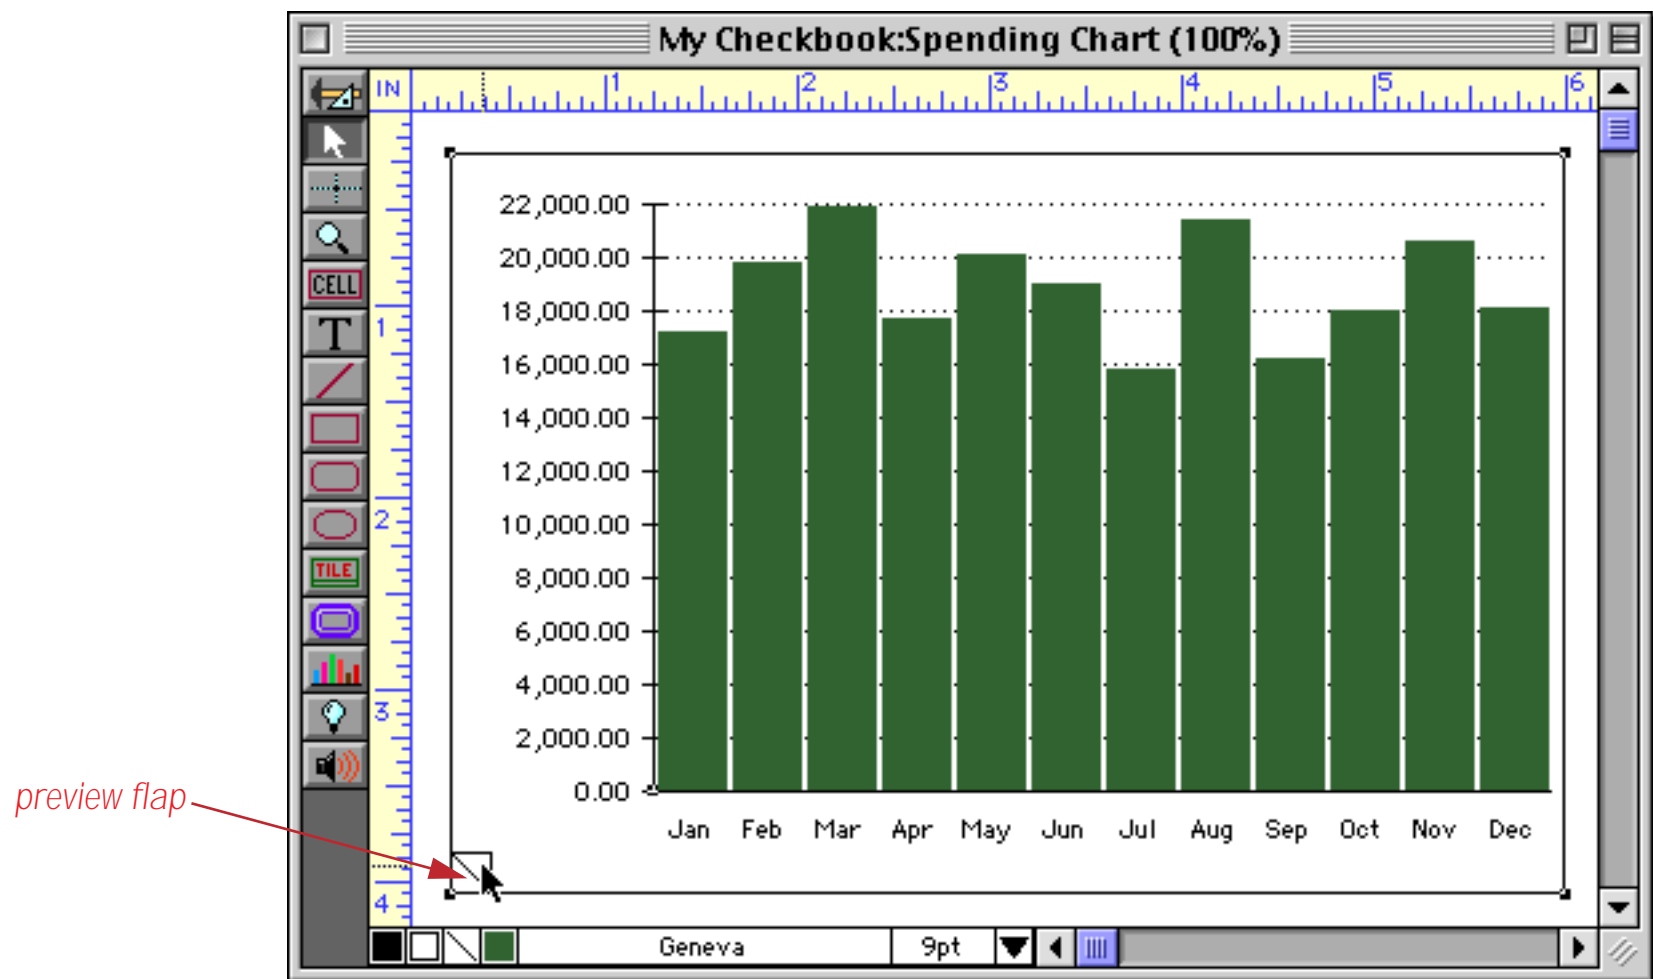 My Checkbook:Spending Chart (100%)
IN
1 2 3 4 5 6
22,000.00
20,000.00
CELL
18,000.00
T
1
16,000.00
14,000.00
12,000.00
2
10,000.00
TILE
8,000.00
6,000.00
4,000.00
3
2,000.00
0.00
preview flap
Jan Feb Mar Apr May Jun Jul Aug Sep Oct Nov Dec
4
Geneva 9pt